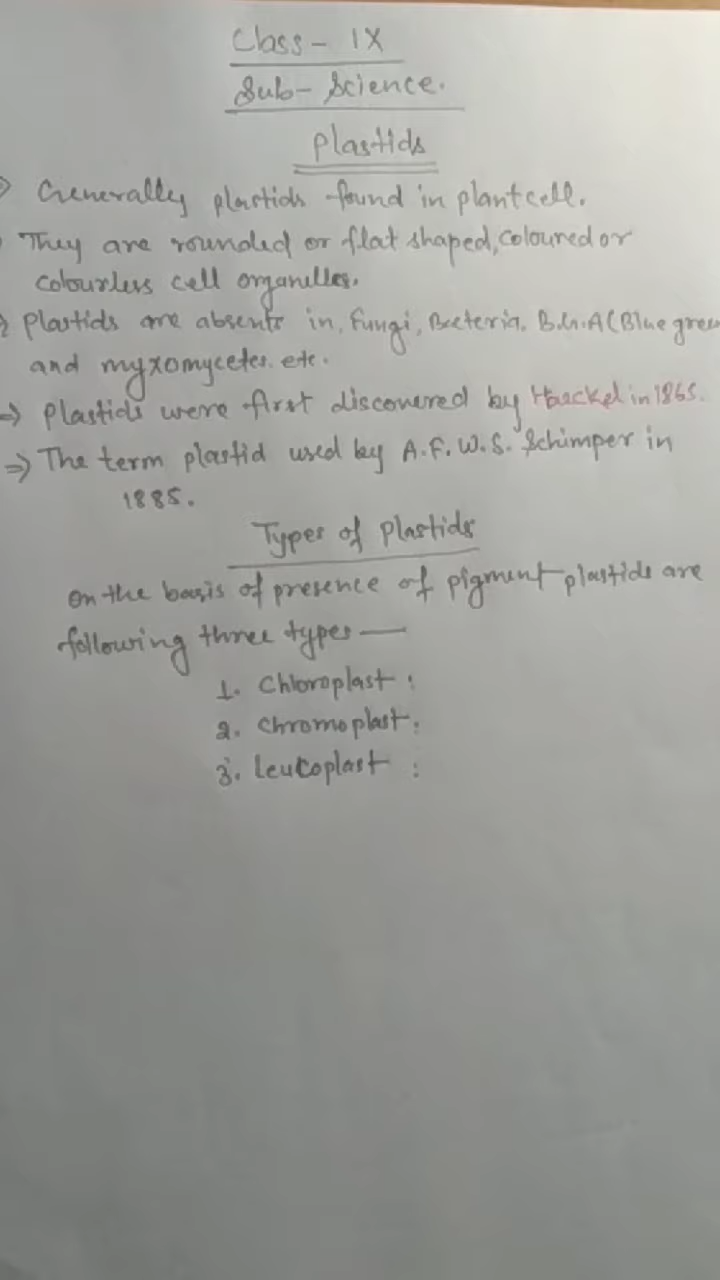 Class - IX
Sub - Science.
Plastids
Generally plastids found in plant cell.
They are rounded or flat shaped, coloured or
colourless cell organelles.
Plastids are absents in, Fungi, Becteria, B.G.A (Blue green
and myxomycetes. etc.
⇒ Plastids were first discovered by Haeckel in 1865.
⇒ The term plastid used by A.F.W.S. Schimper in
1885.
Types of Plastids
on the basis of presence of pigment plastids are
following three types —
1. Chloroplast :
2. Chromoplast :
3. Leucoplast :